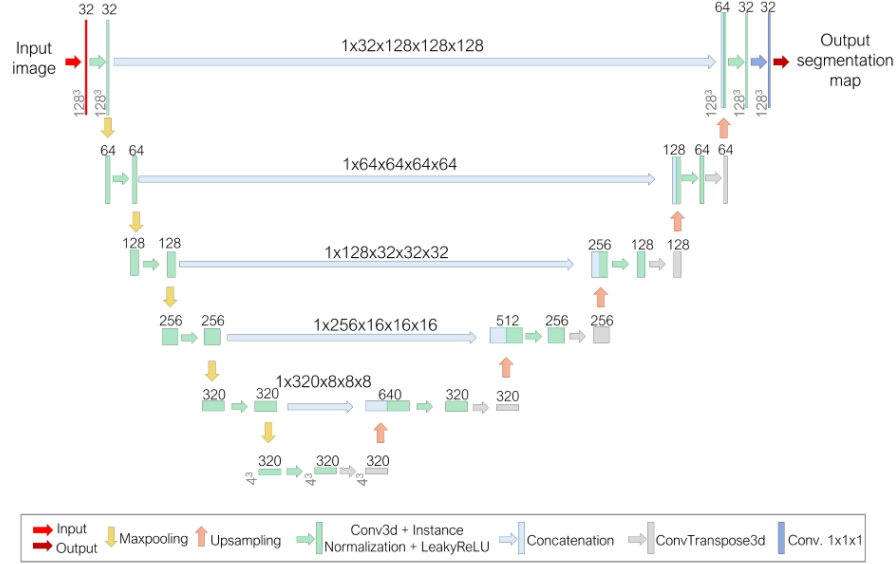 32 32
64 32 32
Input image
1x32x128x128x128
Output segmentation map
128³ 128³
128³ 128³ 128³
64 64
1x64x64x64x64
128 64 64
128 128
1x128x32x32x32
256 128 128
256 256
1x256x16x16x16
512 256 256
320 320
1x320x8x8x8
640 320 320
320 320 320
4³ 4³ 4³
Input
Output
Maxpooling
Upsampling
Conv3d + Instance
Normalization + LeakyReLU
Concatenation
ConvTranspose3d
Conv. 1x1x1